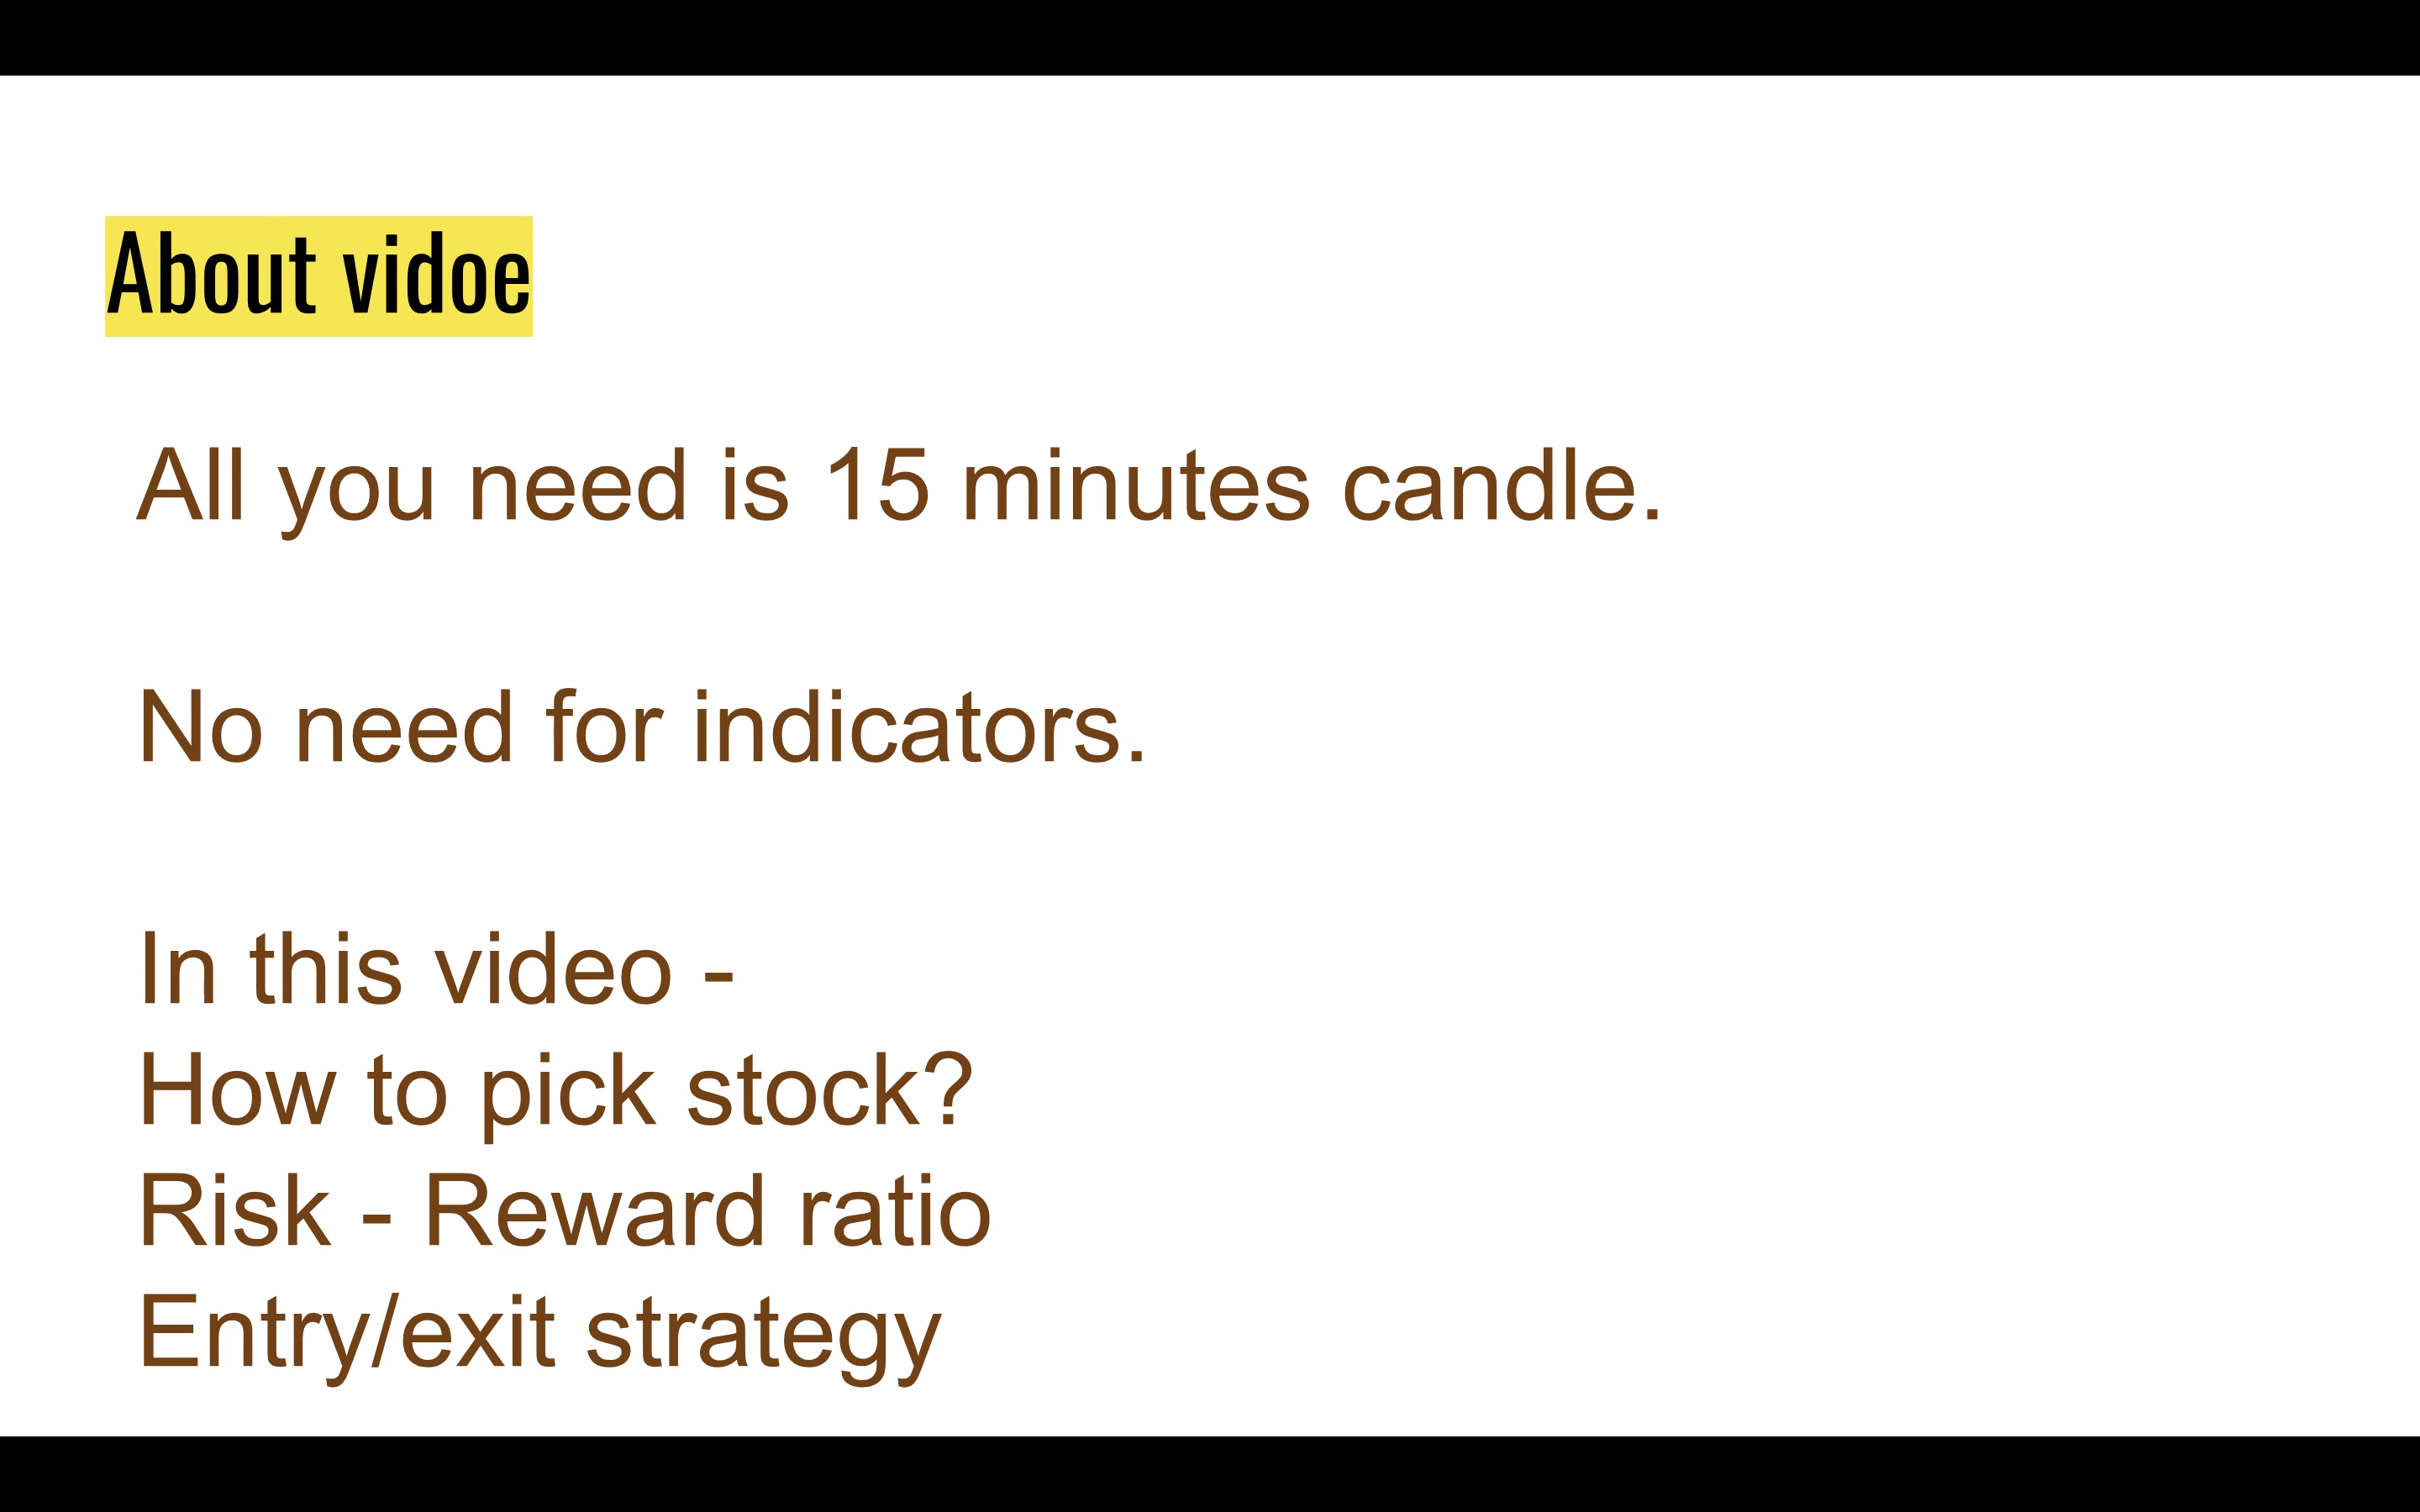 About vidoe
All you need is 15 minutes candle.
No need for indicators.
In this video -
How to pick stock?
Risk - Reward ratio
Entry/exit strategy